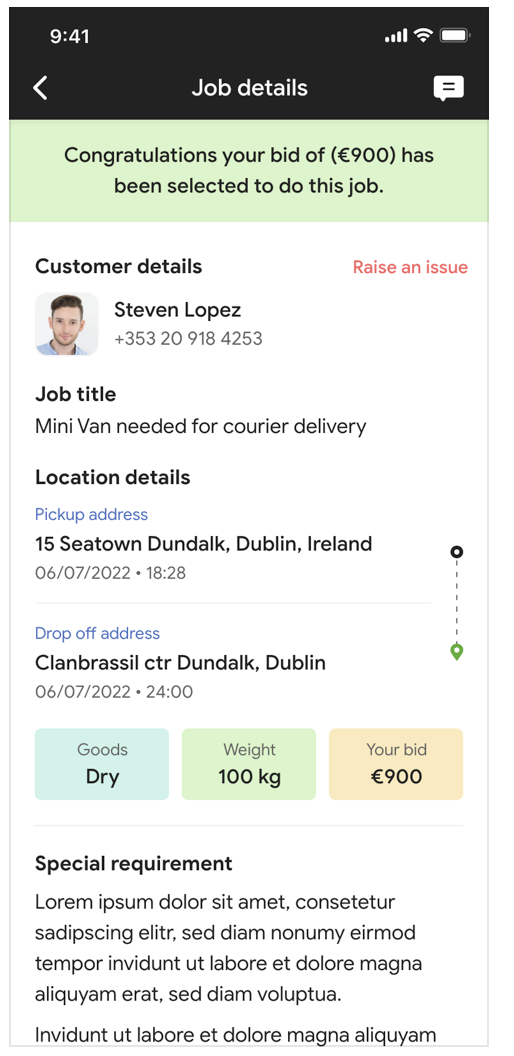 9:41
Job details
Congratulations your bid of (€900) has
been selected to do this job.
Customer details
Raise an issue
Steven Lopez
+353 20 918 4253
Job title
Mini Van needed for courier delivery
Location details
Pickup address
15 Seatown Dundalk, Dublin, Ireland
06/07/2022 • 18:28
Drop off address
Clanbrassil ctr Dundalk, Dublin
06/07/2022 • 24:00
Goods
Dry
Weight
100 kg
Your bid
€900
Special requirement
Lorem ipsum dolor sit amet, consetetur
sadipscing elitr, sed diam nonumy eirmod
tempor invidunt ut labore et dolore magna
aliquyam erat, sed diam voluptua.
Invidunt ut labore et dolore magna aliquyam